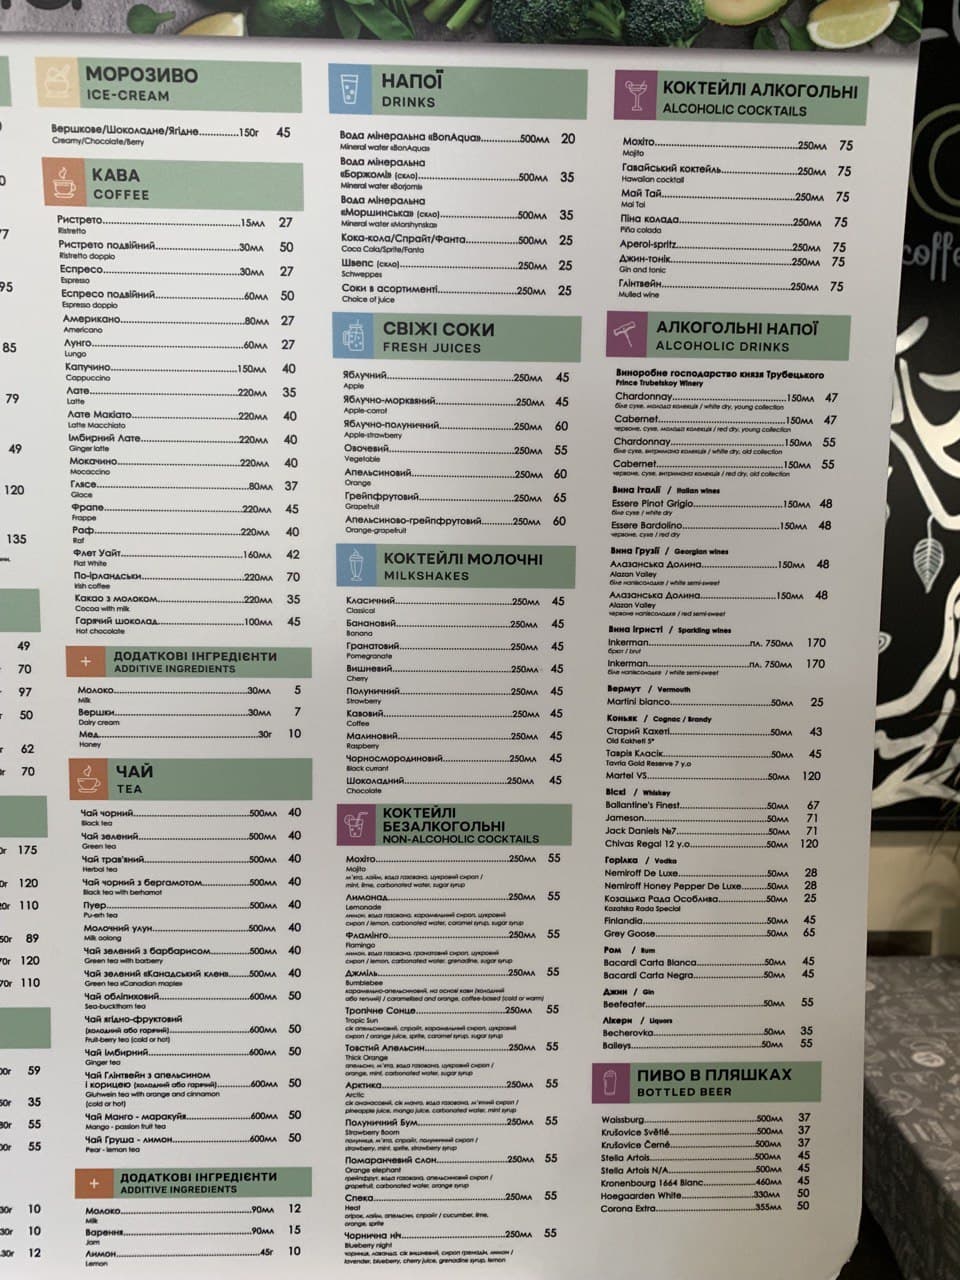 МОРОЗИВО
ICE-CREAM
Вершкове/Шоколадне/Ягідне.............150г 45
Creamy/Chocolate/Berry
КАВА
COFFEE
Ристрето.............15мл 27
Ristretto
Ристрето подвійний.............30мл 50
Ristretto doppio
Еспресо.............30мл 27
Espresso
Еспресо подвійний.............60мл 50
Espresso doppio
Американо.............80мл 27
Americano
Лунго.............60мл 27
Lungo
Капучино.............150мл 40
Cappuccino
Лате.............220мл 35
Latte
Лате Макіато.............220мл 40
Latte Macchiato
Імбирний Лате.............220мл 40
Ginger latte
Мокачино.............220мл 40
Mocaccino
Глясе.............80мл 37
Glace
Фрапе.............220мл 45
Frappe
Раф.............220мл 40
Raf
Флет Уайт.............160мл 42
Flat White
По-ірландськи.............220мл 70
Irish coffee
Какао з молоком.............220мл 35
Cocoa with milk
Гарячий шоколад.............100мл 45
Hot chocolate
ДОДАТКОВІ ІНГРЕДІЄНТИ
ADDITIVE INGREDIENTS
Молоко.............30мл 5
Milk
Вершки.............30мл 7
Dairy cream
Мед.............30г 10
Honey
ЧАЙ
TEA
Чай чорний.............500мл 40
Black tea
Чай зелений.............500мл 40
Green tea
Чай трав'яний.............500мл 40
Herbal tea
Чай чорний з бергамотом.............500мл 40
Black tea with berhamot
Пуер.............500мл 40
Pu-erh tea
Молочний улун.............500мл 40
Milk oolong
Чай зелений з барбарисом.............500мл 40
Green tea with barberry
Чай зелений «Канадський клен».............500мл 40
Green tea «Canadian maple»
Чай обліпиховий.............600мл 50
Sea-buckthorn tea
Чай ягідно-фруктовий
(холодний або гарячий).............600мл 50
Fruit-berry tea (cold or hot)
Чай імбирний.............600мл 50
Ginger tea
Чай Глінтвейн з апельсином
і корицею (холодний або гарячий).............600мл 50
Gluhwein tea with orange and cinnamon
(cold or hot)
Чай Манго - маракуйя.............600мл 50
Mango - passion fruit tea
Чай Груша - лимон.............600мл 50
Pear - lemon tea
ДОДАТКОВІ ІНГРЕДІЄНТИ
ADDITIVE INGREDIENTS
Молоко.............90мл 12
Milk
Варення.............90мл 15
Jam
Лимон.............45г 10
Lemon
НАПОЇ
DRINKS
Вода мінеральна «BonAqua».............500мл 20
Mineral water «BonAqua»
Вода мінеральна
«Боржомі» (скло).............500мл 35
Mineral water «Borjomi»
Вода мінеральна
«Моршинська» (скло).............500мл 35
Mineral water «Morshynska»
Кока-кола/Спрайт/Фанта.............500мл 25
Coca Cola/Sprite/Fanta
Швепс (скло).............250мл 25
Schweppes
Соки в асортименті.............250мл 25
Choice of juice
СВІЖІ СОКИ
FRESH JUICES
Яблучний.............250мл 45
Apple
Яблучно-морквяний.............250мл 45
Apple-carrot
Яблучно-полуничний.............250мл 60
Apple-strawberry
Овочевий.............250мл 55
Vegetable
Апельсиновий.............250мл 60
Orange
Грейпфрутовий.............250мл 65
Grapefruit
Апельсиново-грейпфрутовий.............250мл 60
Orange-grapefruit
КОКТЕЙЛІ МОЛОЧНІ
MILKSHAKES
Класичний.............250мл 45
Classical
Банановий.............250мл 45
Banana
Гранатовий.............250мл 45
Pomegranate
Вишневий.............250мл 45
Cherry
Полуничний.............250мл 45
Strawberry
Кавовий.............250мл 45
Coffee
Малиновий.............250мл 45
Raspberry
Чорносмородиновий.............250мл 45
Black currant
Шоколадний.............250мл 45
Chocolate
КОКТЕЙЛІ
БЕЗАЛКОГОЛЬНІ
NON-ALCOHOLIC COCKTAILS
Мохіто.............250мл 55
Mojito
м'ята, лайм, вода газована, цукровий сироп /
mint, lime, carbonated water, sugar syrup
Лимонад.............250мл 55
Lemonade
лимон, вода газована, карамельний сироп, цукровий
сироп / lemon, carbonated water, caramel syrup, sugar syrup
Фламінго.............250мл 55
Flamingo
лимон, вода газована, гранатовий сироп, цукровий
сироп / lemon, carbonated water, grenadine, sugar syrup
Джміль.............250мл 55
Bumblebee
карамельно-апельсиновий, на основі кави (холодний
або теплий) / caramelised and orange, coffee-based (cold or warm)
Тропічне Сонце.............250мл 55
Tropic Sun
сік апельсиновий, спрайт, карамельний сироп, цукровий
сироп / orange juice, sprite, caramel syrup, sugar syrup
Товстий Апельсин.............250мл 55
Thick Orange
апельсин, м'ята, вода газована, цукровий сироп /
orange, mint, carbonated water, sugar syrup
Арктика.............250мл 55
Arctic
сік ананасовий, сік манго, вода газована, м'ятний сироп /
pineapple juice, mango juice, carbonated water, mint syrup
Полуничний Бум.............250мл 55
Strawberry Boom
полуниця, м'ята, спрайт, полуничний сироп /
strawberry, mint, sprite, strawberry syrup
Помаранчевий слон.............250мл 55
Orange elephant
грейпфрут, вода газована, апельсиновий сироп /
grapefruit, carbonated water, orange syrup
Спека.............250мл 55
Heat
огірок, лайм, апельсин, спрайт / cucumber, lime,
orange, sprite
Чорнична ніч.............250мл 55
Blueberry night
чорниця, лаванда, сік вишневий, сироп гренадін, лимон /
lavender, blueberry, cherry juice, grenadine syrup, lemon
КОКТЕЙЛІ АЛКОГОЛЬНІ
ALCOHOLIC COCKTAILS
Мохіто.............250мл 75
Mojito
Гавайський коктейль.............250мл 75
Hawaiian cocktail
Май Тай.............250мл 75
Mai Tai
Піна колада.............250мл 75
Piña colada
Aperol-spritz.............250мл 75
Джин-тонік.............250мл 75
Gin and tonic
Глінтвейн.............250мл 75
Mulled wine
АЛКОГОЛЬНІ НАПОЇ
ALCOHOLIC DRINKS
Виноробне господарство князя Трубецького
Prince Trubetskoy Winery
Chardonnay.............150мл 47
біле сухе, молода колекція / white dry, young collection
Cabernet.............150мл 47
червоне, сухе, молода колекція / red dry, young collection
Chardonnay.............150мл 55
біле сухе, витримана колекція / white dry, old collection
Cabernet.............150мл 55
червоне, сухе, витримана колекція / red dry, old collection
Вина Італії / Italian wines
Essere Pinot Grigio.............150мл 48
біле сухе / white dry
Essere Bardolino.............150мл 48
червоне, сухе / red dry
Вина Грузії / Georgian wines
Алазанська Долина.............150мл 48
Alazan Valley
біле напівсолодке / white semi-sweet
Алазанська Долина.............150мл 48
Alazan Valley
червоне напівсолодке / red semi-sweet
Вина ігристі / Sparkling wines
Inkerman.............пл. 750мл 170
брют / brut
Inkerman.............пл. 750мл 170
біле напівсолодке / white semi-sweet
Вермут / Vermouth
Martini bianco.............50мл 25
Коньяк / Cognac / Brandy
Старий Кахеті.............50мл 43
Old Kakheti 5*
Таврія Класік.............50мл 45
Tavria Gold Reserve 7 y.o
Martel VS.............50мл 120
Віскі / Whiskey
Ballantine's Finest.............50мл 67
Jameson.............50мл 71
Jack Daniels №7.............50мл 71
Chivas Regal 12 y.o.............50мл 120
Горілка / Vodka
Nemiroff De Luxe.............50мл 28
Nemiroff Honey Pepper De Luxe.............50мл 28
Козацька Рада Особлива.............50мл 25
Kozatska Rada Special
Finlandia.............50мл 45
Grey Goose.............50мл 65
Ром / Rum
Bacardi Carta Bianca.............50мл 45
Bacardi Carta Negra.............50мл 45
Джин / Gin
Beefeater.............50мл 55
Лікери / Liquors
Becherovka.............50мл 35
Baileys.............50мл 55
ПИВО В ПЛЯШКАХ
BOTTLED BEER
Waissburg.............500мл 37
Krušovice Světlé.............500мл 37
Krušovice Černé.............500мл 37
Stella Artois.............500мл 45
Stella Artois N/A.............500мл 45
Kronenbourg 1664 Blanc.............460мл 45
Hoegaarden White.............330мл 50
Corona Extra.............355мл 50